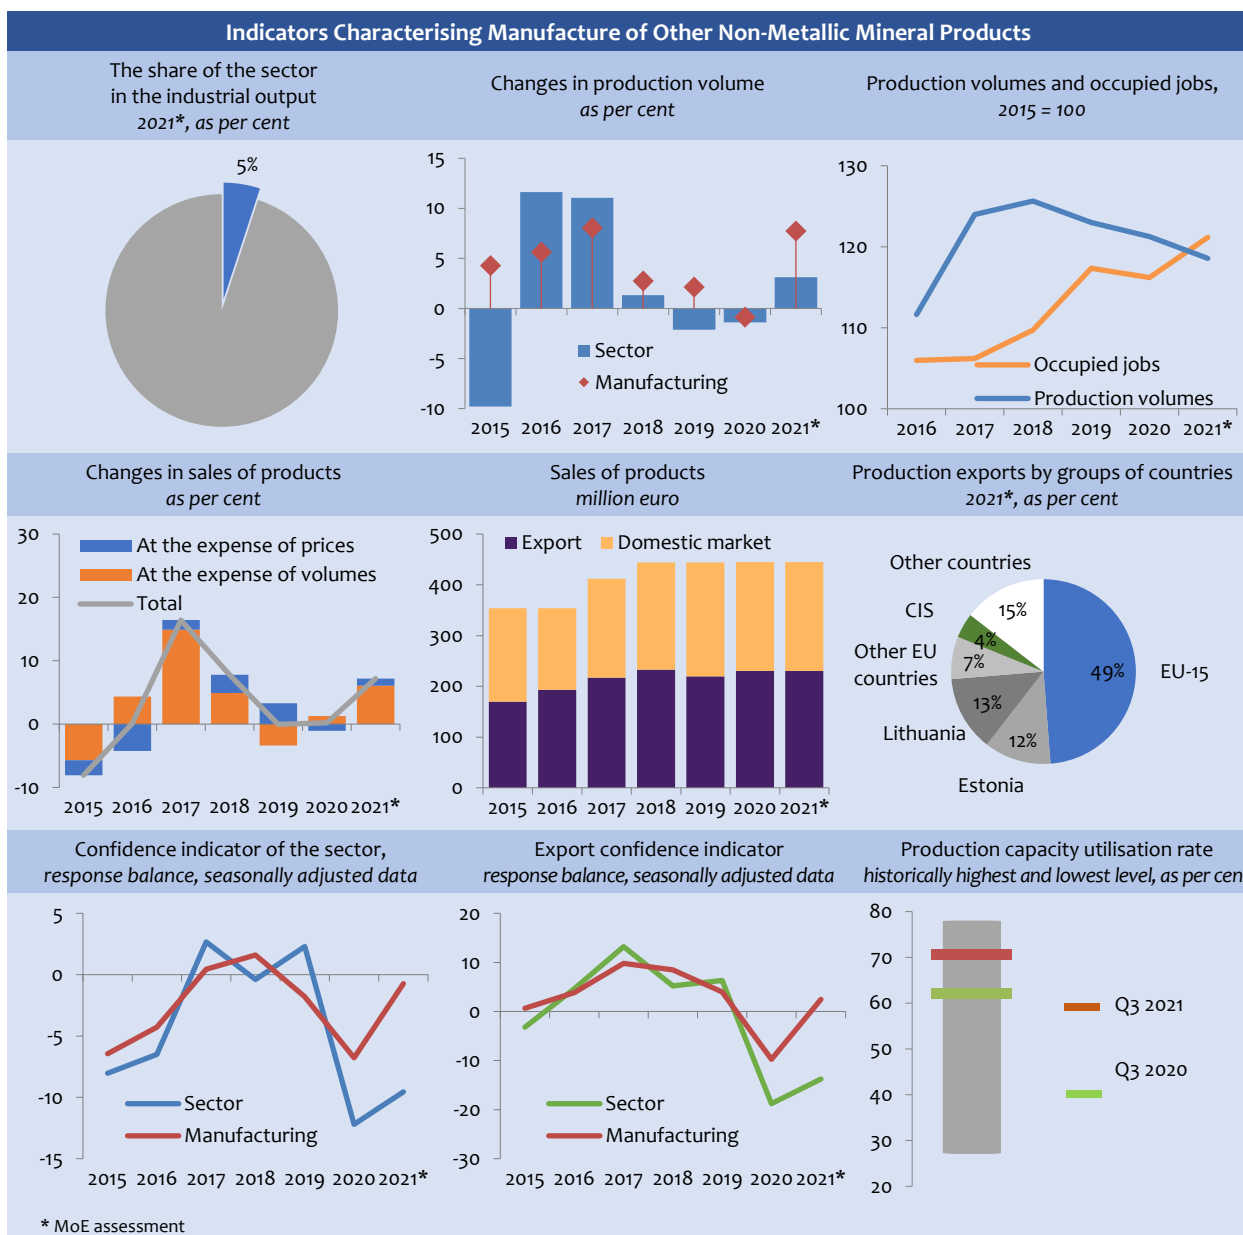 Indicators Characterising Manufacture of Other Non-Metallic Mineral Products
The share of the sector
in the industrial output
2021*, as per cent
5%
Changes in production volume
as per cent
15
10
5
0
-5
-10
Sector
Manufacturing
2015 2016 2017 2018 2019 2020 2021*
Production volumes and occupied jobs,
2015 = 100
130
120
110
100
Occupied jobs
Production volumes
2016 2017 2018 2019 2020 2021*
Changes in sales of products
as per cent
30
20
10
0
-10
At the expense of prices
At the expense of volumes
Total
2015 2016 2017 2018 2019 2020 2021*
Sales of products
million euro
500
400
300
200
100
0
Export Domestic market
2015 2016 2017 2018 2019 2020 2021*
Production exports by groups of countries
2021*, as per cent
Other countries
15%
CIS
4%
Other EU
countries
7%
49%
EU-15
13%
Lithuania
12%
Estonia
Confidence indicator of the sector,
response balance, seasonally adjusted data
5
0
-5
-10
-15
Sector
Manufacturing
2015 2016 2017 2018 2019 2020 2021*
Export confidence indicator
response balance, seasonally adjusted data
20
10
0
-10
-20
-30
Sector
Manufacturing
2015 2016 2017 2018 2019 2020 2021*
Production capacity utilisation rate
historically highest and lowest level, as per cen
80
70
60
50
40
30
20
Q3 2021
Q3 2020
* MoE assessment